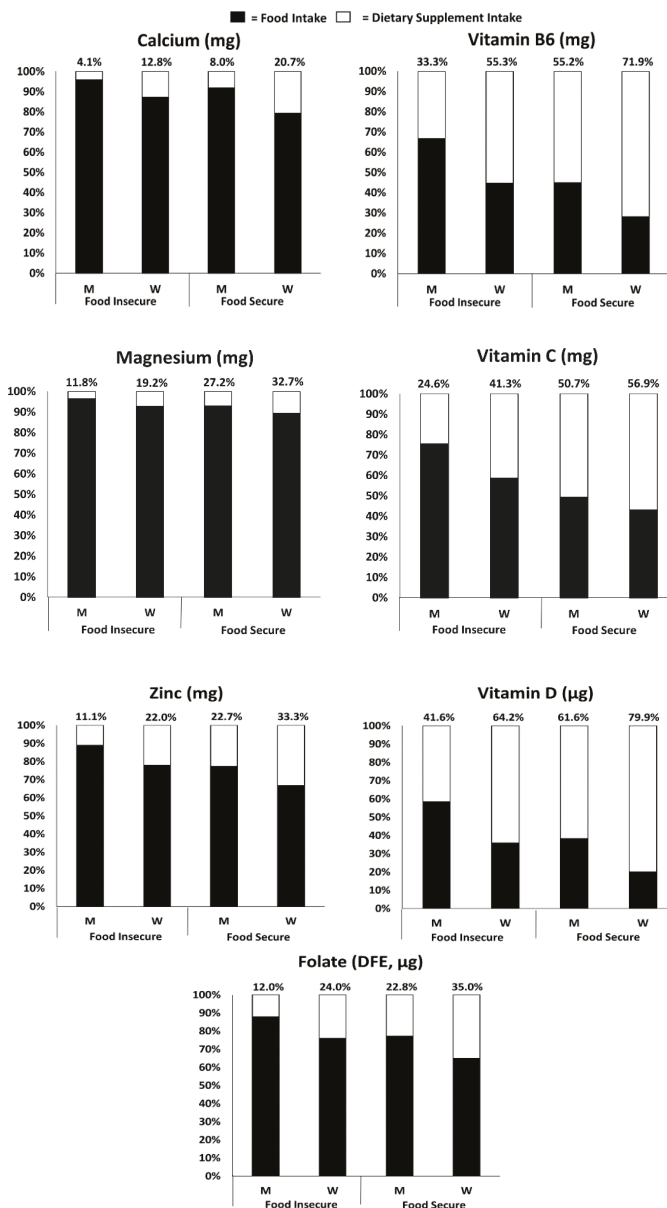 = Food Intake = Dietary Supplement Intake
Calcium (mg)
4.1% 12.8% 8.0% 20.7%
100%
90%
80%
70%
60%
50%
40%
30%
20%
10%
0%
M W M W
Food Insecure Food Secure
Vitamin B6 (mg)
33.3% 55.3% 55.2% 71.9%
100%
90%
80%
70%
60%
50%
40%
30%
20%
10%
0%
M W M W
Food Insecure Food Secure
Magnesium (mg)
11.8% 19.2% 27.2% 32.7%
100%
90%
80%
70%
60%
50%
40%
30%
20%
10%
0%
M W M W
Food Insecure Food Secure
Vitamin C (mg)
24.6% 41.3% 50.7% 56.9%
100%
90%
80%
70%
60%
50%
40%
30%
20%
10%
0%
M W M W
Food Insecure Food Secure
Zinc (mg)
11.1% 22.0% 22.7% 33.3%
100%
90%
80%
70%
60%
50%
40%
30%
20%
10%
0%
M W M W
Food Insecure Food Secure
Vitamin D (µg)
41.6% 64.2% 61.6% 79.9%
100%
90%
80%
70%
60%
50%
40%
30%
20%
10%
0%
M W M W
Food Insecure Food Secure
Folate (DFE, µg)
12.0% 24.0% 22.8% 35.0%
100%
90%
80%
70%
60%
50%
40%
30%
20%
10%
0%
M W M W
Food Insecure Food Secure